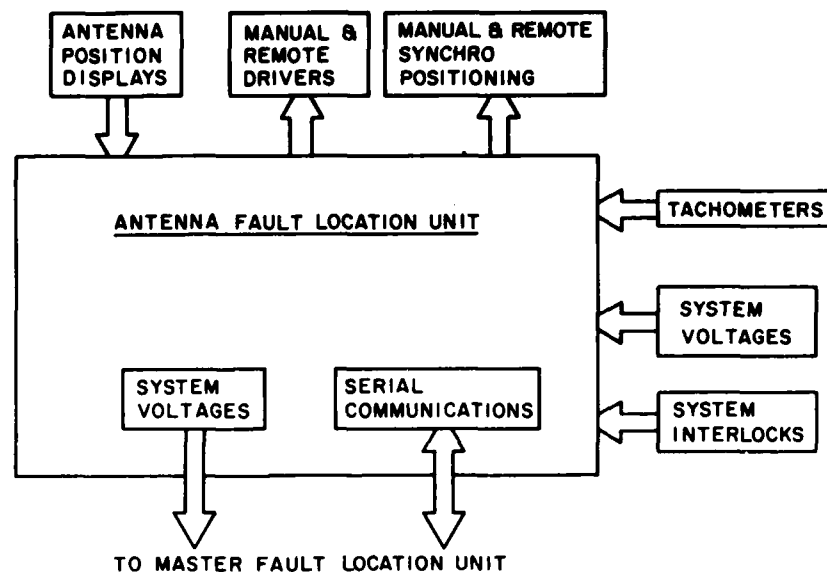 ANTENNA
POSITION
DISPLAYS
MANUAL &
REMOTE
DRIVERS
MANUAL & REMOTE
SYNCHRO
POSITIONING
ANTENNA FAULT LOCATION UNIT
TACHOMETERS
SYSTEM
VOLTAGES
SYSTEM
INTERLOCKS
SYSTEM
VOLTAGES
SERIAL
COMMUNICATIONS
TO MASTER FAULT LOCATION UNIT